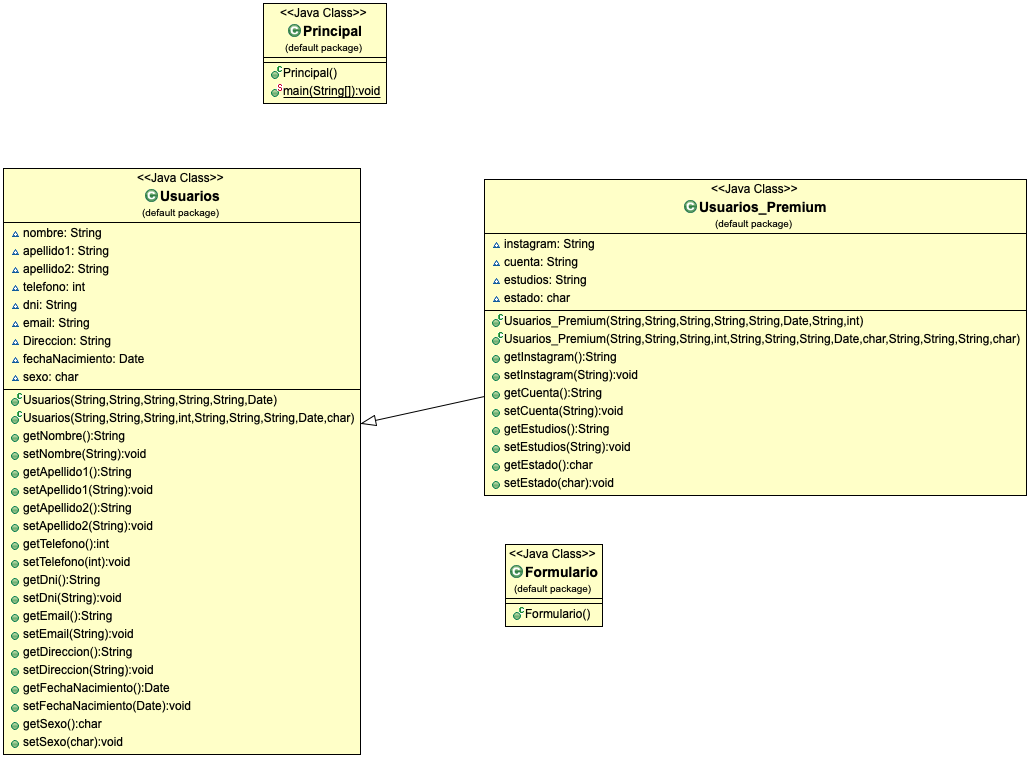 <<Java Class>>
Principal
(default package)
Principal()
main(String[]):void
<<Java Class>>
Usuarios
(default package)
nombre: String
apellido1: String
apellido2: String
telefono: int
dni: String
email: String
Direccion: String
fechaNacimiento: Date
sexo: char
Usuarios(String,String,String,String,String,Date)
Usuarios(String,String,String,int,String,String,String,Date,char)
getNombre():String
setNombre(String):void
getApellido1():String
setApellido1(String):void
getApellido2():String
setApellido2(String):void
getTelefono():int
setTelefono(int):void
getDni():String
setDni(String):void
getEmail():String
setEmail(String):void
getDireccion():String
setDireccion(String):void
getFechaNacimiento():Date
setFechaNacimiento(Date):void
getSexo():char
setSexo(char):void
<<Java Class>>
Usuarios_Premium
(default package)
instagram: String
cuenta: String
estudios: String
estado: char
Usuarios_Premium(String,String,String,String,String,Date,String,int)
Usuarios_Premium(String,String,String,int,String,String,String,Date,char,String,String,String,char)
getInstagram():String
setInstagram(String):void
getCuenta():String
setCuenta(String):void
getEstudios():String
setEstudios(String):void
getEstado():char
setEstado(char):void
<<Java Class>>
Formulario
(default package)
Formulario()